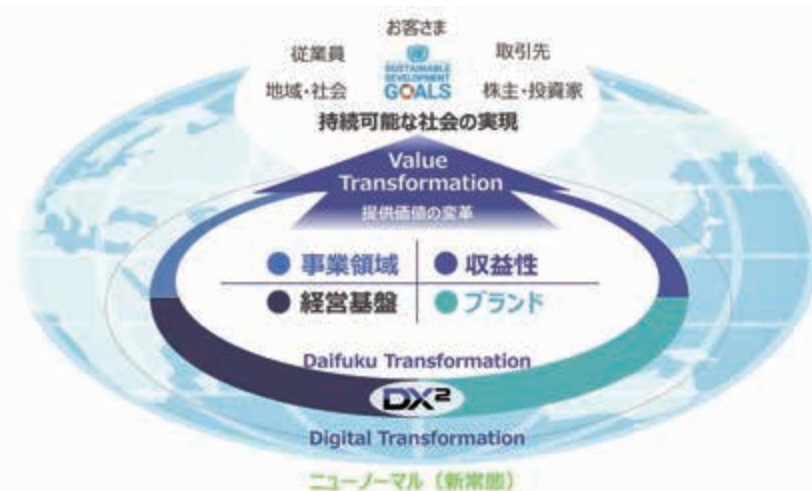 お客さま
従業員
取引先
SUSTAINABLE
DEVELOPMENT
GOALS
地域・社会
株主・投資家
持続可能な社会の実現
Value
Transformation
提供価値の変革
事業領域
収益性
経営基盤
ブランド
Daifuku Transformation
DX²
Digital Transformation
ニューノーマル（新常態）